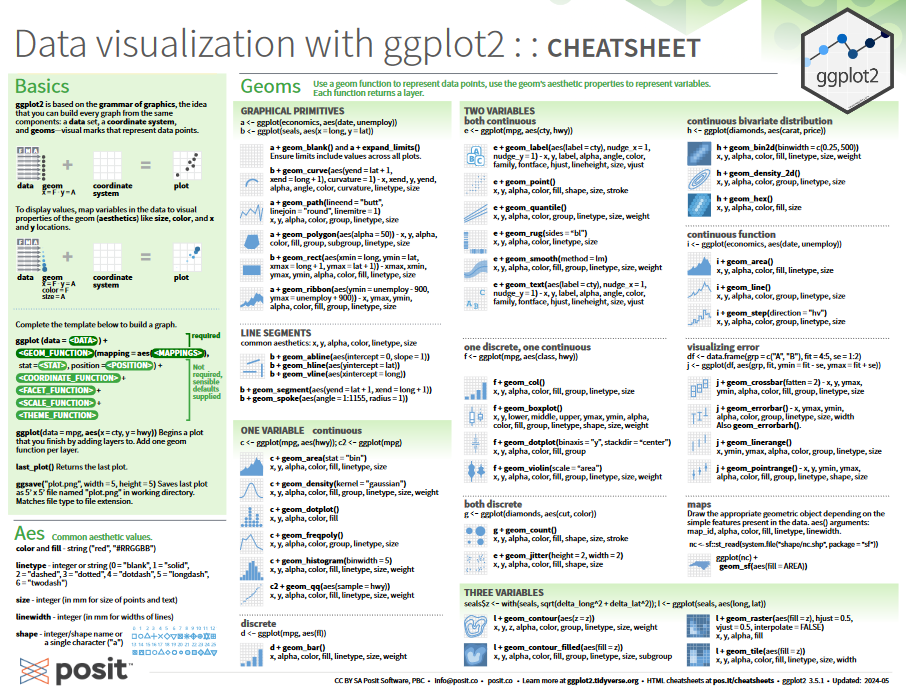 Data visualization with ggplot2 : : CHEATSHEET
ggplot2
Basics
ggplot2 is based on the grammar of graphics, the idea
that you can build every graph from the same
components: a data set, a coordinate system,
and geoms—visual marks that represent data points.
F M A
data geom coordinate plot
x = F · y = A system
To display values, map variables in the data to visual
properties of the geom (aesthetics) like size, color, and x
and y locations.
F M A
data geom coordinate plot
x = F · y = A system
color = F
size = A
Complete the template below to build a graph.
required
ggplot (data = <DATA>) +
<GEOM_FUNCTION>(mapping = aes(<MAPPINGS>),
stat = <STAT>, position = <POSITION>) +
<COORDINATE_FUNCTION> +
<FACET_FUNCTION> +
<SCALE_FUNCTION> +
<THEME_FUNCTION>
Not
required,
sensible
defaults
supplied
ggplot(data = mpg, aes(x = cty, y = hwy)) Begins a plot
that you finish by adding layers to. Add one geom
function per layer.
last_plot() Returns the last plot.
ggsave("plot.png", width = 5, height = 5) Saves last plot
as 5' x 5' file named "plot.png" in working directory.
Matches file type to file extension.
Aes Common aesthetic values.
color and fill - string ("red", "#RRGGBB")
linetype - integer or string (0 = "blank", 1 = "solid",
2 = "dashed", 3 = "dotted", 4 = "dotdash", 5 = "longdash",
6 = "twodash")
size - integer (in mm for size of points and text)
linewidth - integer (in mm for widths of lines)
shape - integer/shape name or
a single character ("a")
0 1 2 3 4 5 6 7 8 9 10 11 12
13 14 15 16 17 18 19 20 21 22 23 24 25
posit
Geoms Use a geom function to represent data points, use the geom's aesthetic properties to represent variables.
Each function returns a layer.
GRAPHICAL PRIMITIVES
a <- ggplot(economics, aes(date, unemploy))
b <- ggplot(seals, aes(x = long, y = lat))
a + geom_blank() and a + expand_limits()
Ensure limits include values across all plots.
b + geom_curve(aes(yend = lat + 1,
xend = long + 1), curvature = 1) - x, xend, y, yend,
alpha, angle, color, curvature, linetype, size
a + geom_path(lineend = "butt",
linejoin = "round", linemitre = 1)
x, y, alpha, color, group, linetype, size
a + geom_polygon(aes(alpha = 50)) - x, y, alpha,
color, fill, group, subgroup, linetype, size
b + geom_rect(aes(xmin = long, ymin = lat,
xmax = long + 1, ymax = lat + 1)) - xmax, xmin,
ymax, ymin, alpha, color, fill, linetype, size
a + geom_ribbon(aes(ymin = unemploy - 900,
ymax = unemploy + 900)) - x, ymax, ymin,
alpha, color, fill, group, linetype, size
LINE SEGMENTS
common aesthetics: x, y, alpha, color, linetype, size
b + geom_abline(aes(intercept = 0, slope = 1))
b + geom_hline(aes(yintercept = lat))
b + geom_vline(aes(xintercept = long))
b + geom_segment(aes(yend = lat + 1, xend = long + 1))
b + geom_spoke(aes(angle = 1:1155, radius = 1))
ONE VARIABLE continuous
c <- ggplot(mpg, aes(hwy)); c2 <- ggplot(mpg)
c + geom_area(stat = "bin")
x, y, alpha, color, fill, linetype, size
c + geom_density(kernel = "gaussian")
x, y, alpha, color, fill, group, linetype, size, weight
c + geom_dotplot()
x, y, alpha, color, fill
c + geom_freqpoly()
x, y, alpha, color, group, linetype, size
c + geom_histogram(binwidth = 5)
x, y, alpha, color, fill, linetype, size, weight
c2 + geom_qq(aes(sample = hwy))
x, y, alpha, color, fill, linetype, size, weight
discrete
d <- ggplot(mpg, aes(fl))
d + geom_bar()
x, alpha, color, fill, linetype, size, weight
TWO VARIABLES
both continuous
e <- ggplot(mpg, aes(cty, hwy))
e + geom_label(aes(label = cty), nudge_x = 1,
nudge_y = 1) - x, y, label, alpha, angle, color,
family, fontface, hjust, lineheight, size, vjust
e + geom_point()
x, y, alpha, color, fill, shape, size, stroke
e + geom_quantile()
x, y, alpha, color, group, linetype, size, weight
e + geom_rug(sides = "bl")
x, y, alpha, color, linetype, size
e + geom_smooth(method = lm)
x, y, alpha, color, fill, group, linetype, size, weight
e + geom_text(aes(label = cty), nudge_x = 1,
nudge_y = 1) - x, y, label, alpha, angle, color,
family, fontface, hjust, lineheight, size, vjust
one discrete, one continuous
f <- ggplot(mpg, aes(class, hwy))
f + geom_col()
x, y, alpha, color, fill, group, linetype, size
f + geom_boxplot()
x, y, lower, middle, upper, ymax, ymin, alpha,
color, fill, group, linetype, shape, size, weight
f + geom_dotplot(binaxis = "y", stackdir = "center")
x, y, alpha, color, fill, group
f + geom_violin(scale = "area")
x, y, alpha, color, fill, group, linetype, size, weight
both discrete
g <- ggplot(diamonds, aes(cut, color))
g + geom_count()
x, y, alpha, color, fill, shape, size, stroke
e + geom_jitter(height = 2, width = 2)
x, y, alpha, color, fill, shape, size
continuous bivariate distribution
h <- ggplot(diamonds, aes(carat, price))
h + geom_bin2d(binwidth = c(0.25, 500))
x, y, alpha, color, fill, linetype, size, weight
h + geom_density_2d()
x, y, alpha, color, group, linetype, size
h + geom_hex()
x, y, alpha, color, fill, size
continuous function
i <- ggplot(economics, aes(date, unemploy))
i + geom_area()
x, y, alpha, color, fill, linetype, size
i + geom_line()
x, y, alpha, color, group, linetype, size
i + geom_step(direction = "hv")
x, y, alpha, color, group, linetype, size
visualizing error
df <- data.frame(grp = c("A", "B"), fit = 4:5, se = 1:2)
j <- ggplot(df, aes(grp, fit, ymin = fit - se, ymax = fit + se))
j + geom_crossbar(fatten = 2) - x, y, ymax,
ymin, alpha, color, fill, group, linetype, size
j + geom_errorbar() - x, ymax, ymin,
alpha, color, group, linetype, size, width
Also geom_errorbarh().
j + geom_linerange()
x, ymin, ymax, alpha, color, group, linetype, size
j + geom_pointrange() - x, y, ymin, ymax,
alpha, color, fill, group, linetype, shape, size
maps
Draw the appropriate geometric object depending on the
simple features present in the data. aes() arguments:
map_id, alpha, color, fill, linetype, linewidth.
nc <- sf::st_read(system.file("shape/nc.shp", package = "sf"))
ggplot(nc) +
geom_sf(aes(fill = AREA))
THREE VARIABLES
seals$z <- with(seals, sqrt(delta_long^2 + delta_lat^2)); l <- ggplot(seals, aes(long, lat))
l + geom_contour(aes(z = z))
x, y, z, alpha, color, group, linetype, size, weight
l + geom_contour_filled(aes(fill = z))
x, y, alpha, color, fill, group, linetype, size, subgroup
l + geom_raster(aes(fill = z), hjust = 0.5,
vjust = 0.5, interpolate = FALSE)
x, y, alpha, fill
l + geom_tile(aes(fill = z))
x, y, alpha, color, fill, linetype, size, width
CC BY SA Posit Software, PBC • info@posit.co • posit.co • Learn more at ggplot2.tidyverse.org • HTML cheatsheets at pos.it/cheatsheets • ggplot2 3.5.1 • Updated: 2024-05